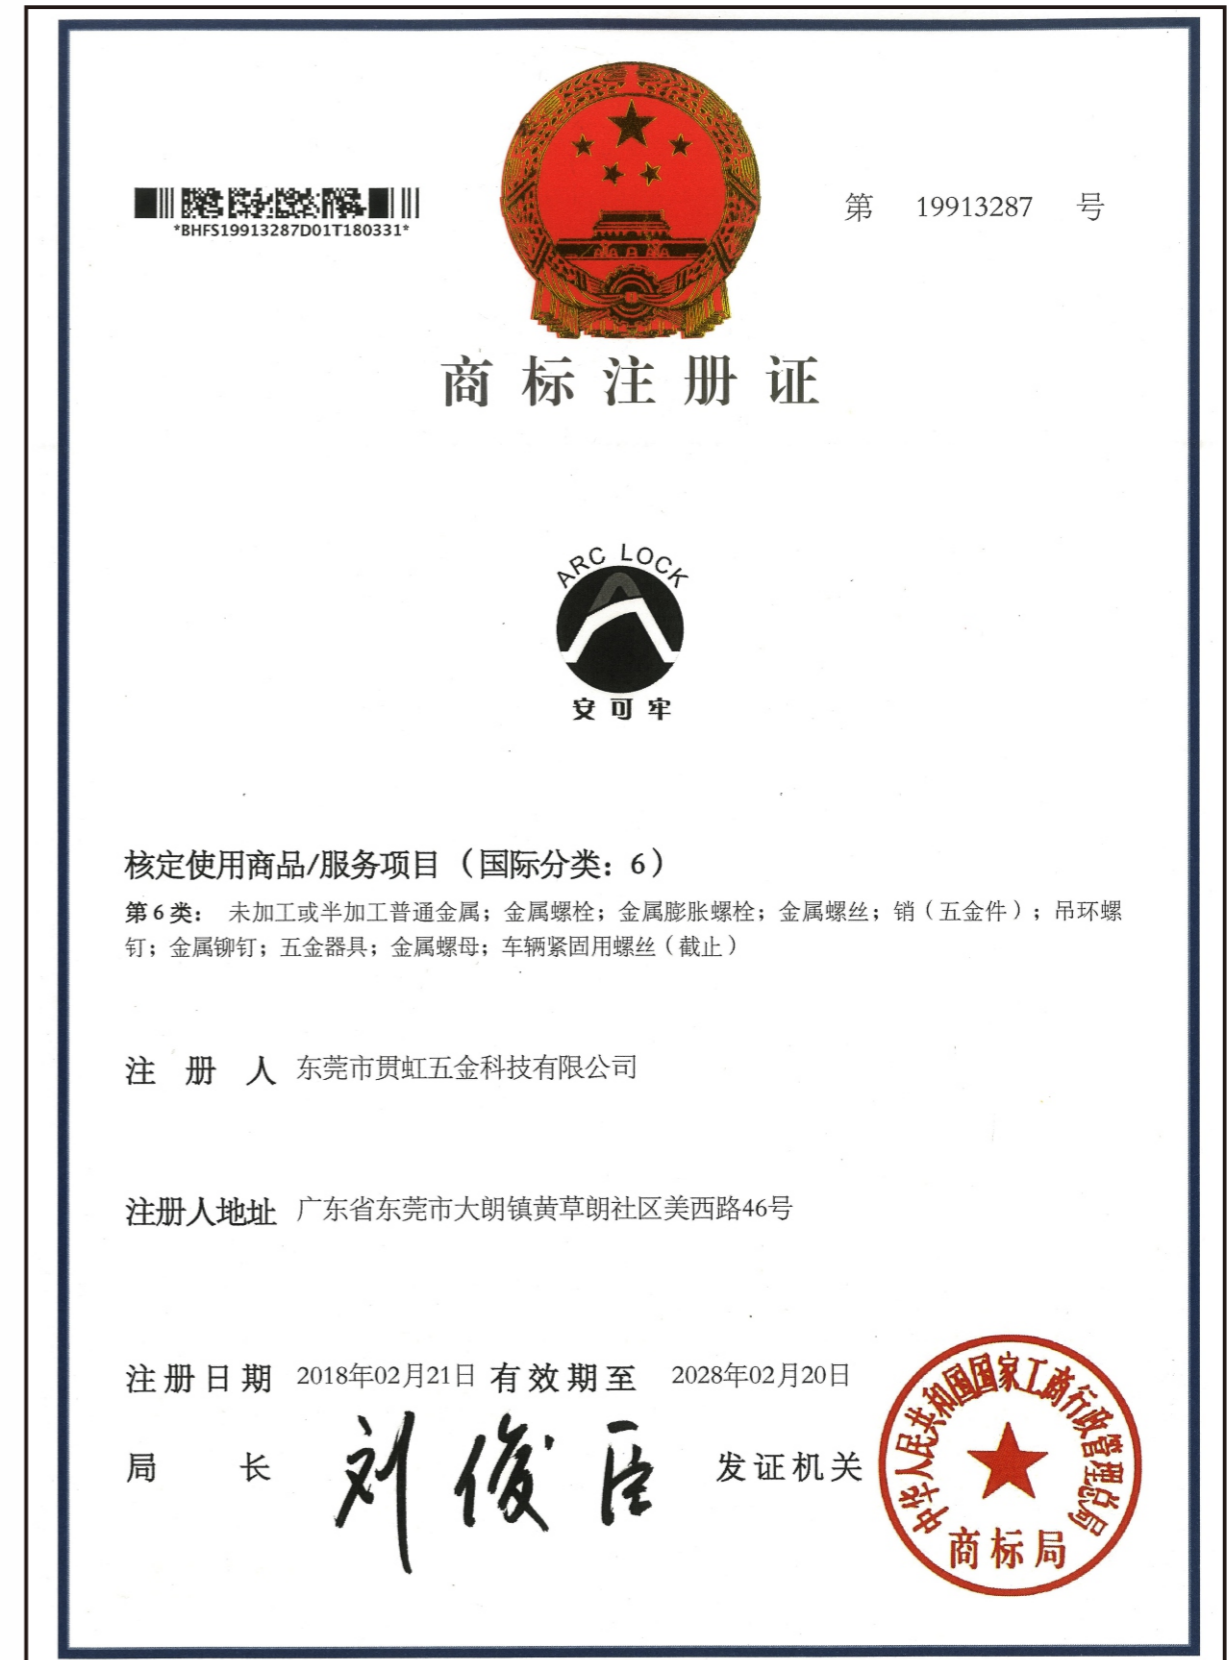 *BHFS19913287D01T180331*
第 19913287 号
商标注册证
ARC LOCK
安可牢
核定使用商品/服务项目（国际分类：6）
第6类： 未加工或半加工普通金属；金属螺栓；金属膨胀螺栓；金属螺丝；销（五金件）；吊环螺
钉；金属铆钉；五金器具；金属螺母；车辆紧固用螺丝（截止）
注册人 东莞市贯虹五金科技有限公司
注册人地址 广东省东莞市大朗镇黄草朗社区美西路46号
注册日期 2018年02月21日 有效期至 2028年02月20日
局长 刘俊臣 发证机关
中华人民共和国国家工商行政管理总局
商标局